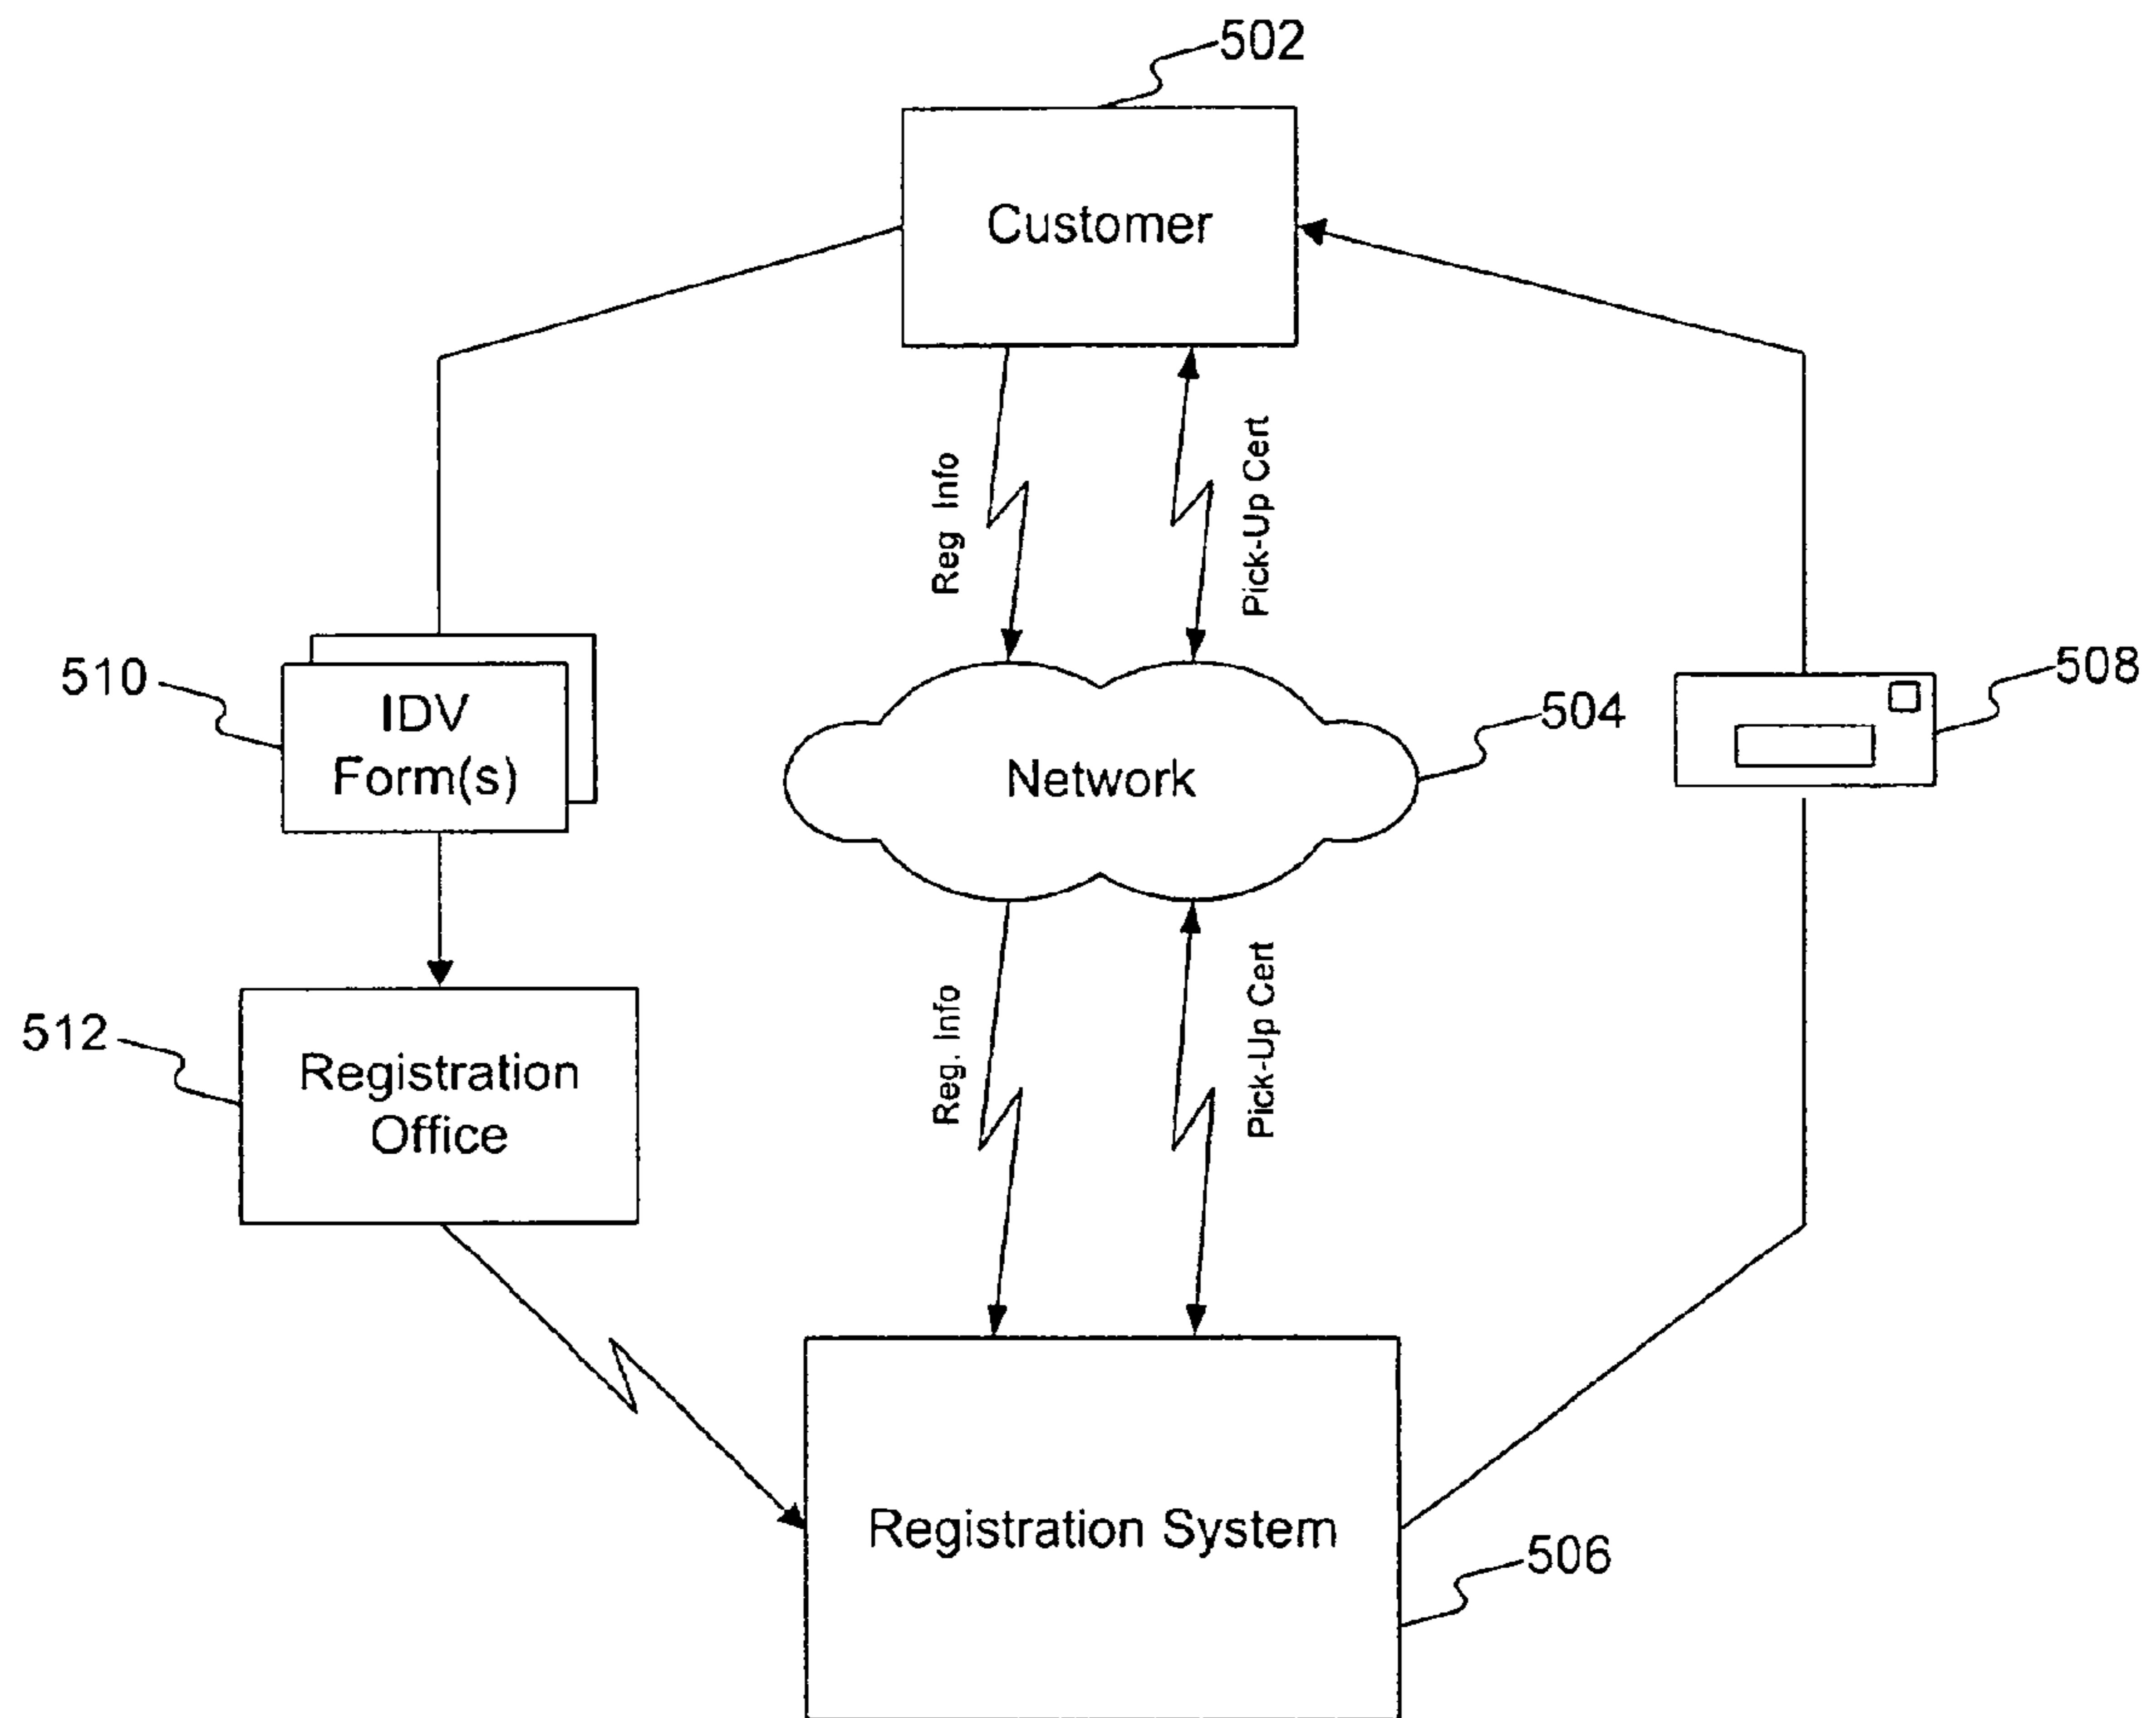 502
Customer
Reg Info
Pick-Up Cert
510
IDV
Form(s)
Network
504
508
512
Registration
Office
Reg. Info
Pick-Up Cert
Registration System
506